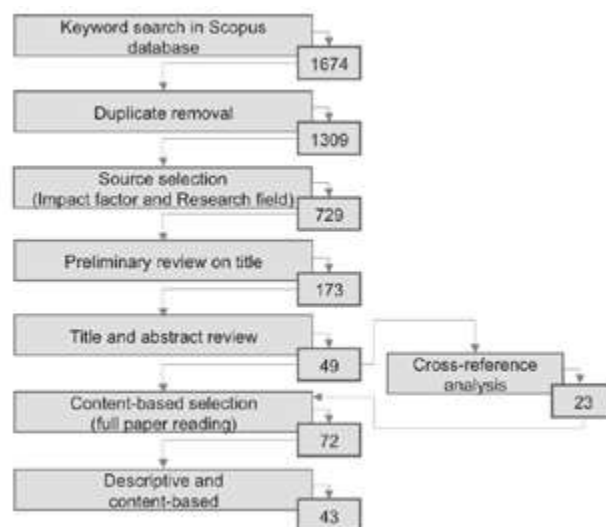 Keyword search in Scopus
database
1674
Duplicate removal
1309
Source selection
(Impact factor and Research field)
729
Preliminary review on title
173
Title and abstract review
49
Cross-reference
analysis
23
Content-based selection
(full paper reading)
72
Descriptive and
content-based
43